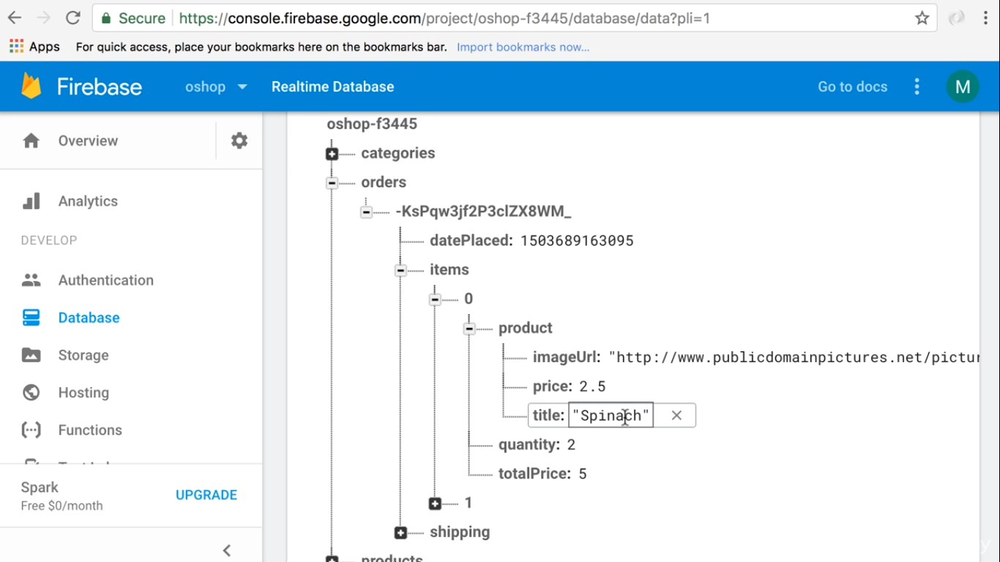 Secure https://console.firebase.google.com/project/oshop-f3445/database/data?pli=1
Apps For quick access, place your bookmarks here on the bookmarks bar. Import bookmarks now...
Firebase oshop Realtime Database Go to docs M
Overview
Analytics
DEVELOP
Authentication
Database
Storage
Hosting
Functions
Spark
Free $0/month
UPGRADE
oshop-f3445
categories
orders
-KsPqw3jf2P3clZX8WM_
datePlaced: 1503689163095
items
0
product
imageUrl: "http://www.publicdomainpictures.net/pictur
price: 2.5
title: "Spinach"
quantity: 2
totalPrice: 5
1
shipping
products